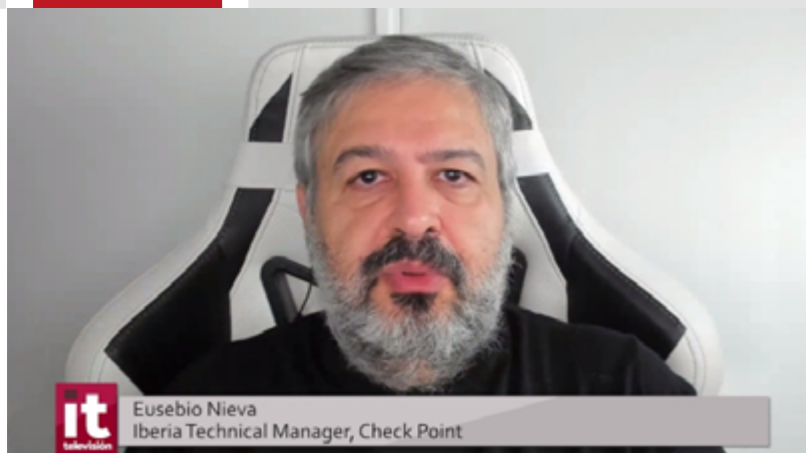 it
televisión
Eusebio Nieva
Iberia Technical Manager, Check Point